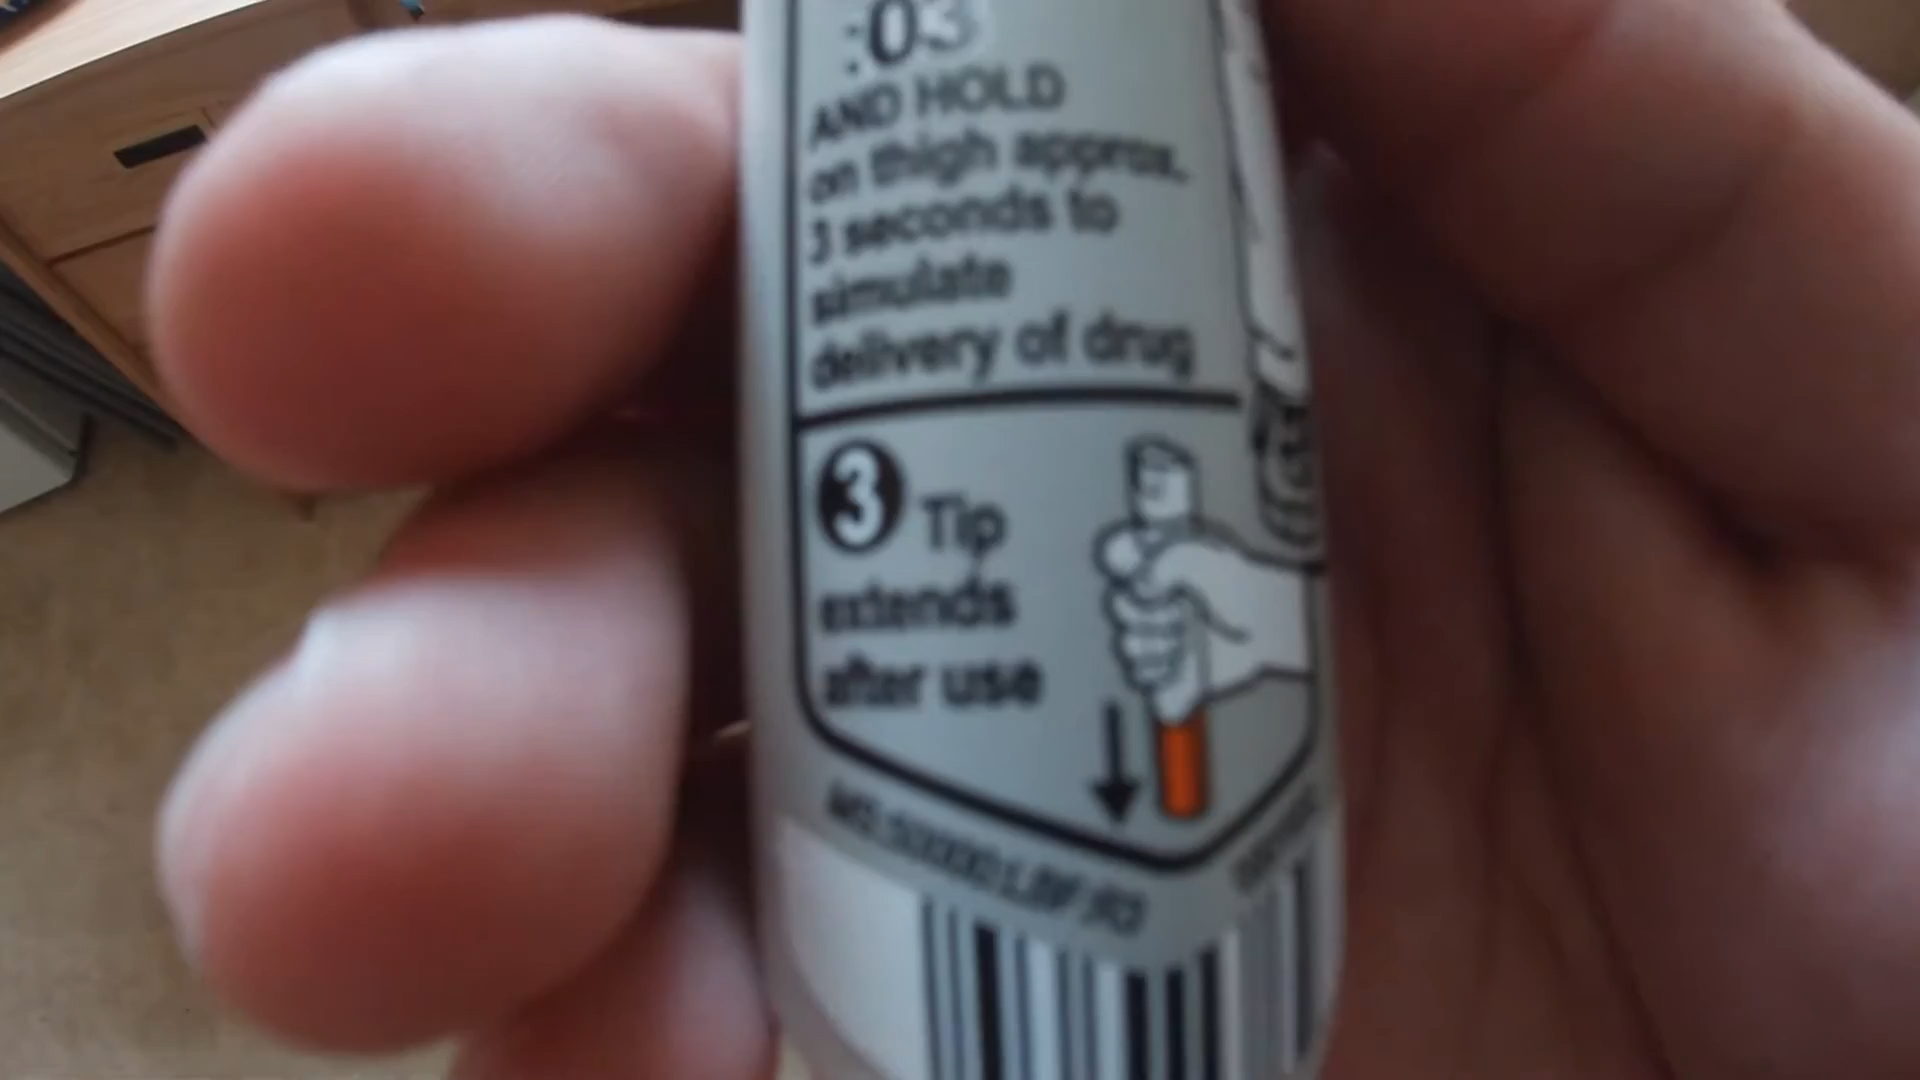 :03
AND HOLD
on thigh approx.
3 seconds to
simulate
delivery of drug
3 Tip
extends
after use